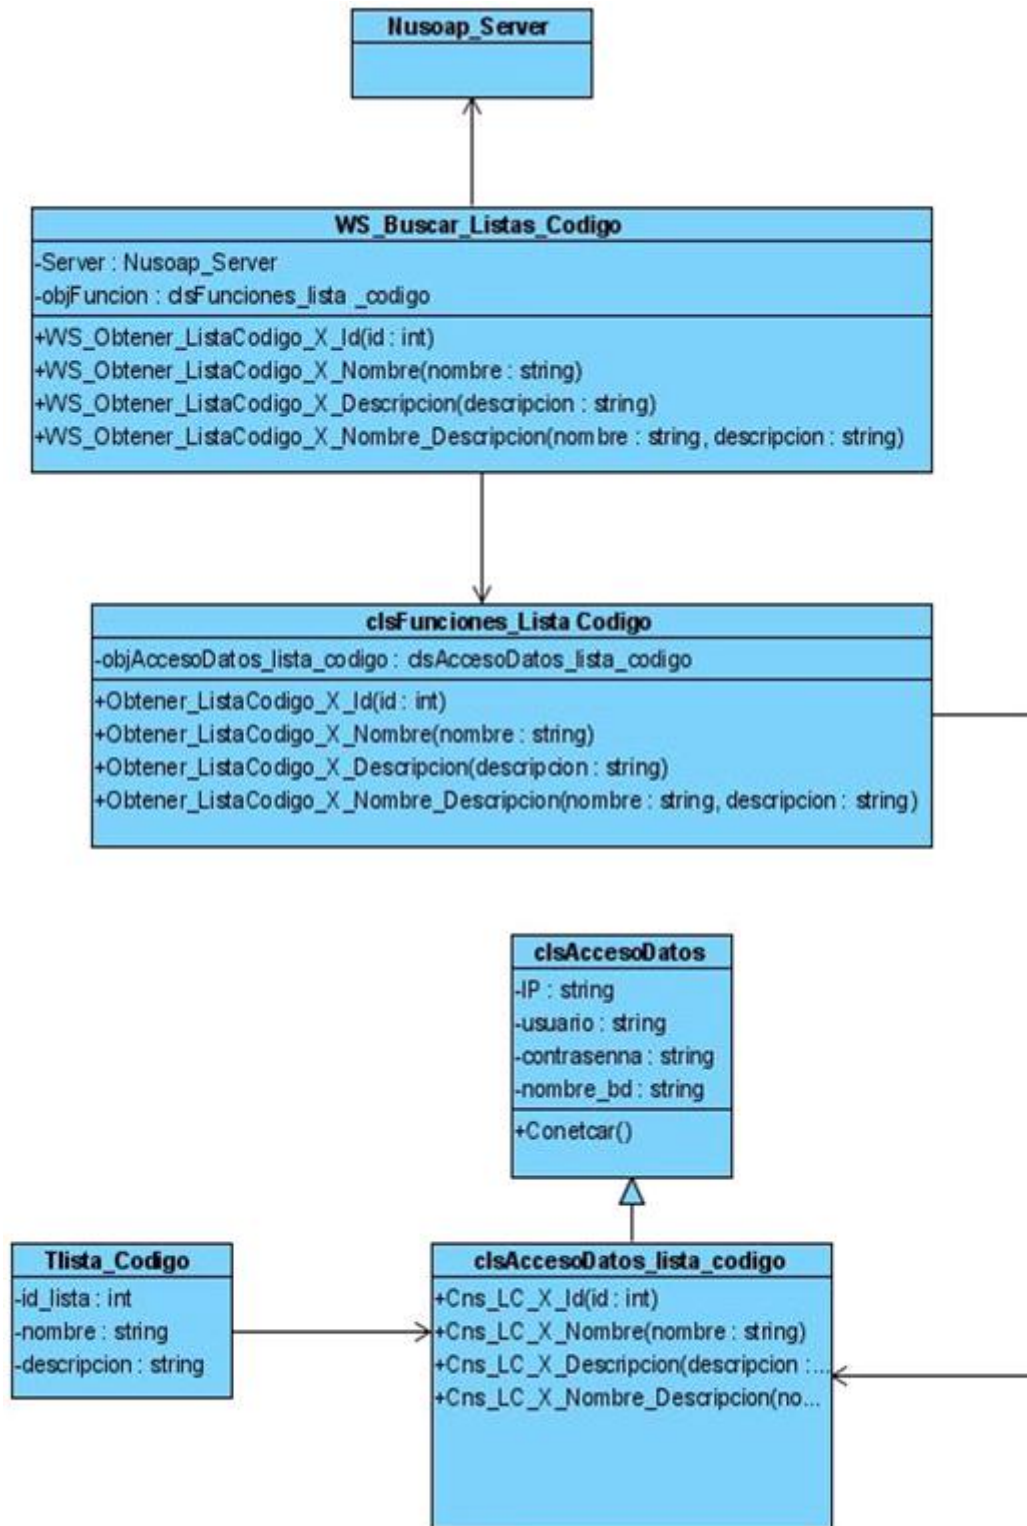 Nusoap_Server
WS_Buscar_Listas_Codigo
-Server : Nusoap_Server
-objFuncion : clsFunciones_lista _codigo
+WS_Obtener_ListaCodigo_X_Id(id : int)
+WS_Obtener_ListaCodigo_X_Nombre(nombre : string)
+WS_Obtener_ListaCodigo_X_Descripcion(descripcion : string)
+WS_Obtener_ListaCodigo_X_Nombre_Descripcion(nombre : string, descripcion : string)
clsFunciones_Lista Codigo
-objAccesoDatos_lista_codigo : clsAccesoDatos_lista_codigo
+Obtener_ListaCodigo_X_Id(id : int)
+Obtener_ListaCodigo_X_Nombre(nombre : string)
+Obtener_ListaCodigo_X_Descripcion(descripcion : string)
+Obtener_ListaCodigo_X_Nombre_Descripcion(nombre : string, descripcion : string)
clsAccesoDatos
-IP : string
-usuario : string
-contrasenna : string
-nombre_bd : string
+Conetcar()
Tlista_Codigo
-id_lista : int
-nombre : string
-descripcion : string
clsAccesoDatos_lista_codigo
+Cns_LC_X_Id(id : int)
+Cns_LC_X_Nombre(nombre : string)
+Cns_LC_X_Descripcion(descripcion :...
+Cns_LC_X_Nombre_Descripcion(no...